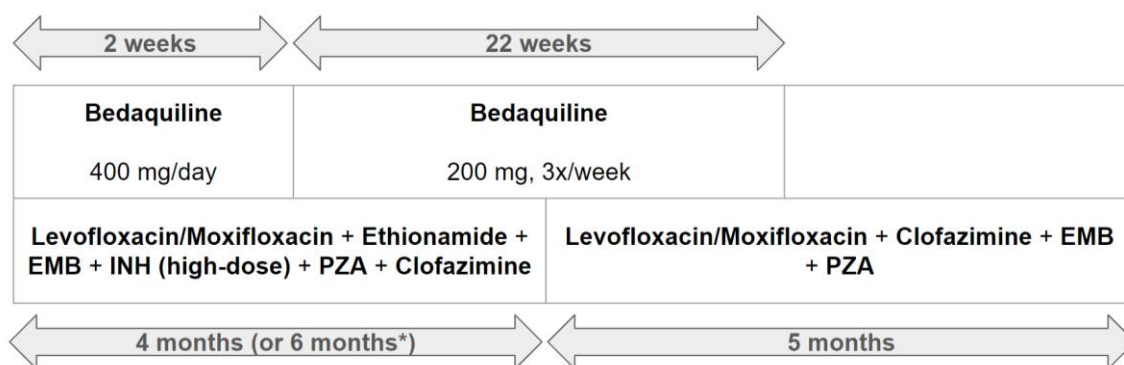 2 weeks
22 weeks
Bedaquiline
400 mg/day
Bedaquiline
200 mg, 3x/week
Levofloxacin/Moxifloxacin + Ethionamide +
EMB + INH (high-dose) + PZA + Clofazimine
Levofloxacin/Moxifloxacin + Clofazimine + EMB
+ PZA
4 months (or 6 months*)
5 months